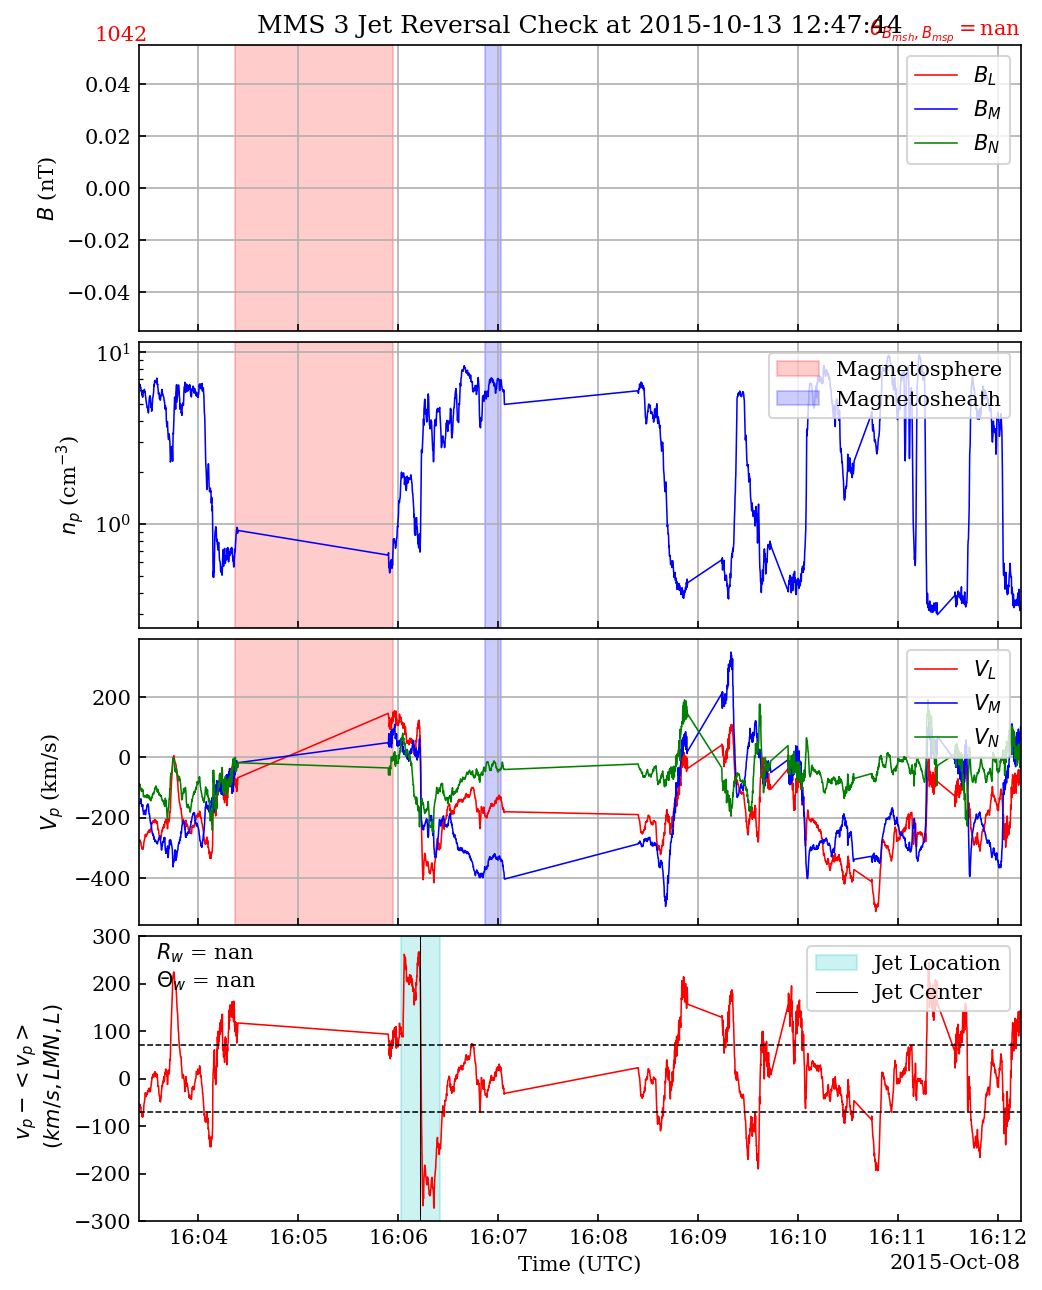 MMS 3 Jet Reversal Check at 2015-10-13 12:47:44
1042
θ_{B_{msh}, B_{msp}} = nan
0.04
0.02
0.00
−0.02
−0.04
B (nT)
B_L
B_M
B_N
10^1
10^0
n_p (cm^{−3})
Magnetosphere
Magnetosheath
200
0
−200
−400
V_p (km/s)
V_L
V_M
V_N
300
200
100
0
−100
−200
−300
v_p − < v_p >
(km/s, LMN, L)
R_w = nan
Θ_w = nan
Jet Location
Jet Center
16:04 16:05 16:06 16:07 16:08 16:09 16:10 16:11 16:12
Time (UTC)
2015-Oct-08